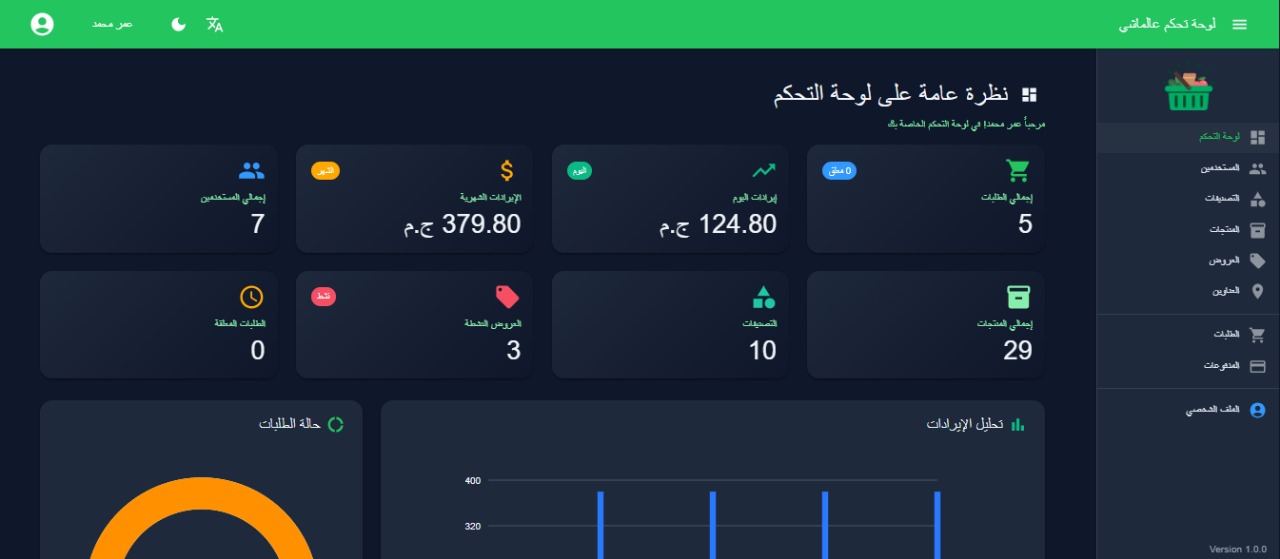 لوحة تحكم عالماشي
عمر محمد
لوحة التحكم
المستخدمين
التصنيفات
المنتجات
العروض
العناوين
الطلبات
المدفوعات
الملف الشخصي
Version 1.0.0
نظرة عامة على لوحة التحكم
مرحباً عمر محمد! في لوحة التحكم الخاصة بك
0 معلق
إجمالي الطلبات
5
اليوم
إيرادات اليوم
124.80 ج.م
الشهر
الإيرادات الشهرية
379.80 ج.م
إجمالي المستخدمين
7
إجمالي المنتجات
29
التصنيفات
10
نشط
العروض النشطة
3
الطلبات المعلقة
0
تحليل الإيرادات
400
320
حالة الطلبات